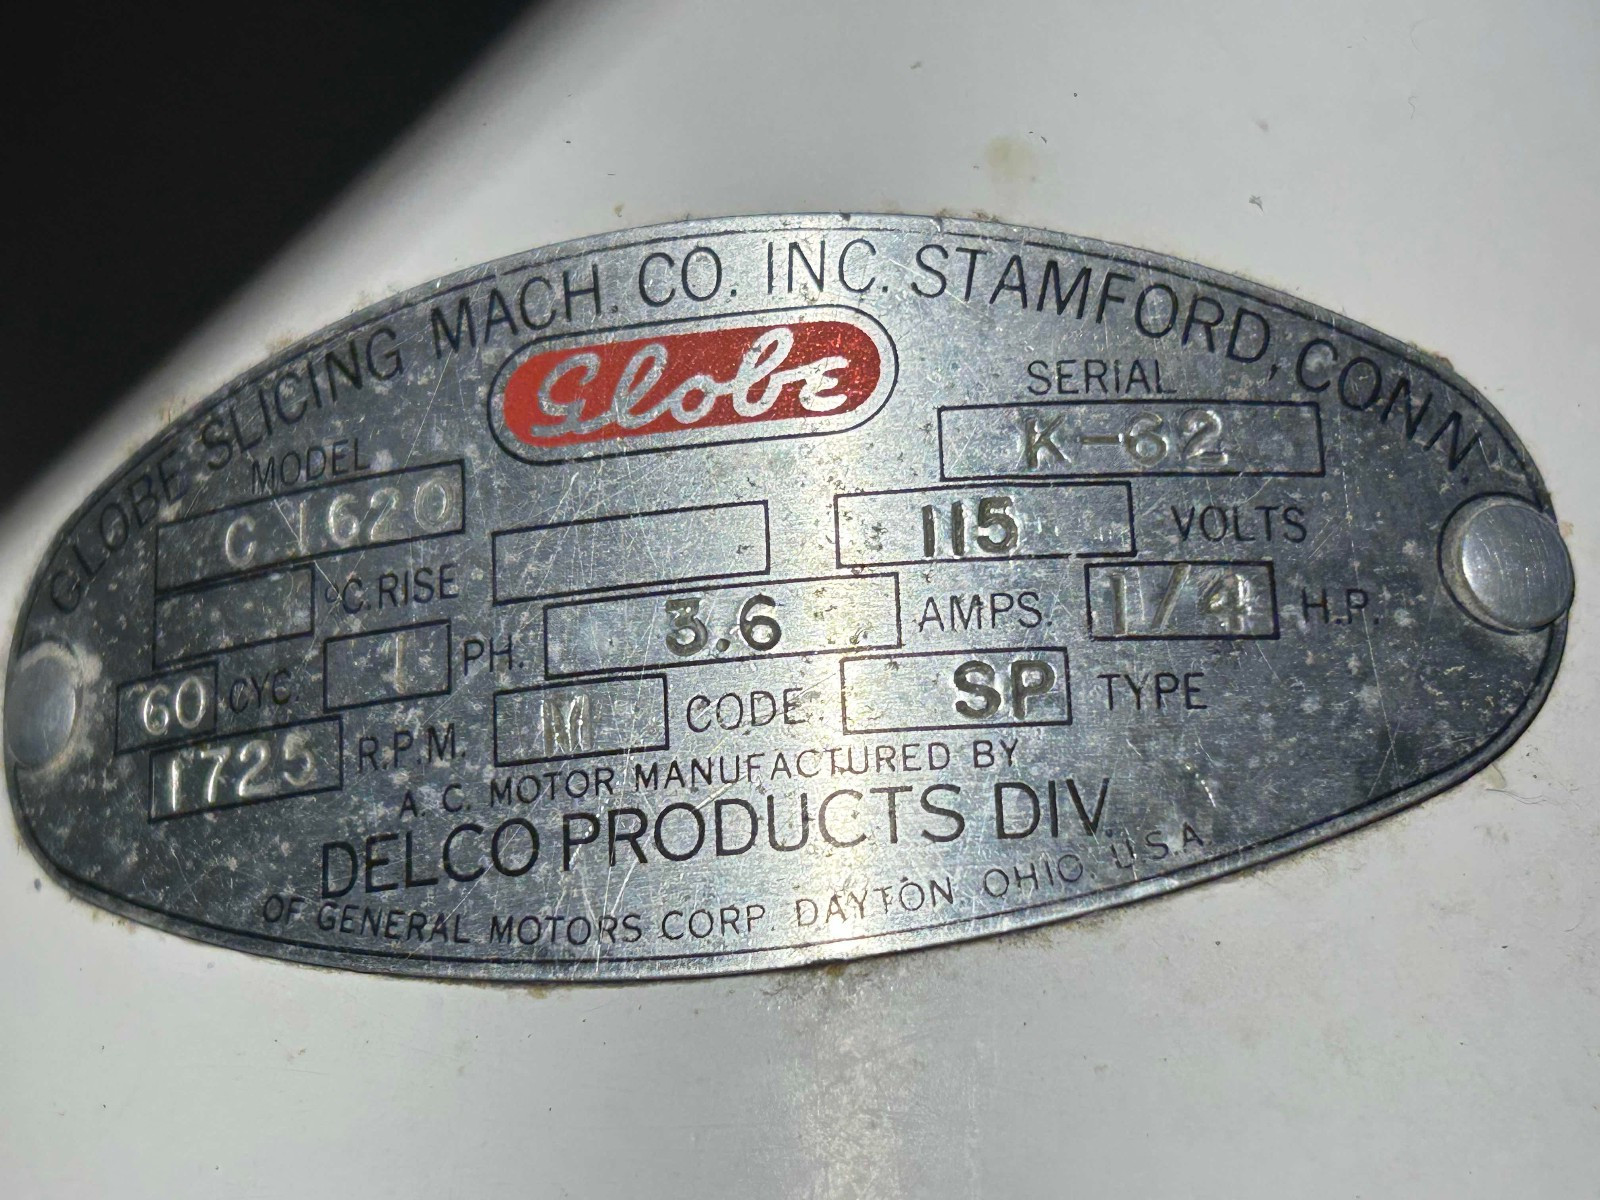 GLOBE SLICING MACH. CO. INC. STAMFORD, CONN.
Globe
MODEL
C 1620
SERIAL
K-62
°C. RISE
115 VOLTS
60 CYC. 1 PH. 3.6 AMPS. 1/4 H.P.
1725 R.P.M. M CODE SP TYPE
A. C. MOTOR MANUFACTURED BY
DELCO PRODUCTS DIV.
OF GENERAL MOTORS CORP. DAYTON. OHIO. U.S.A.